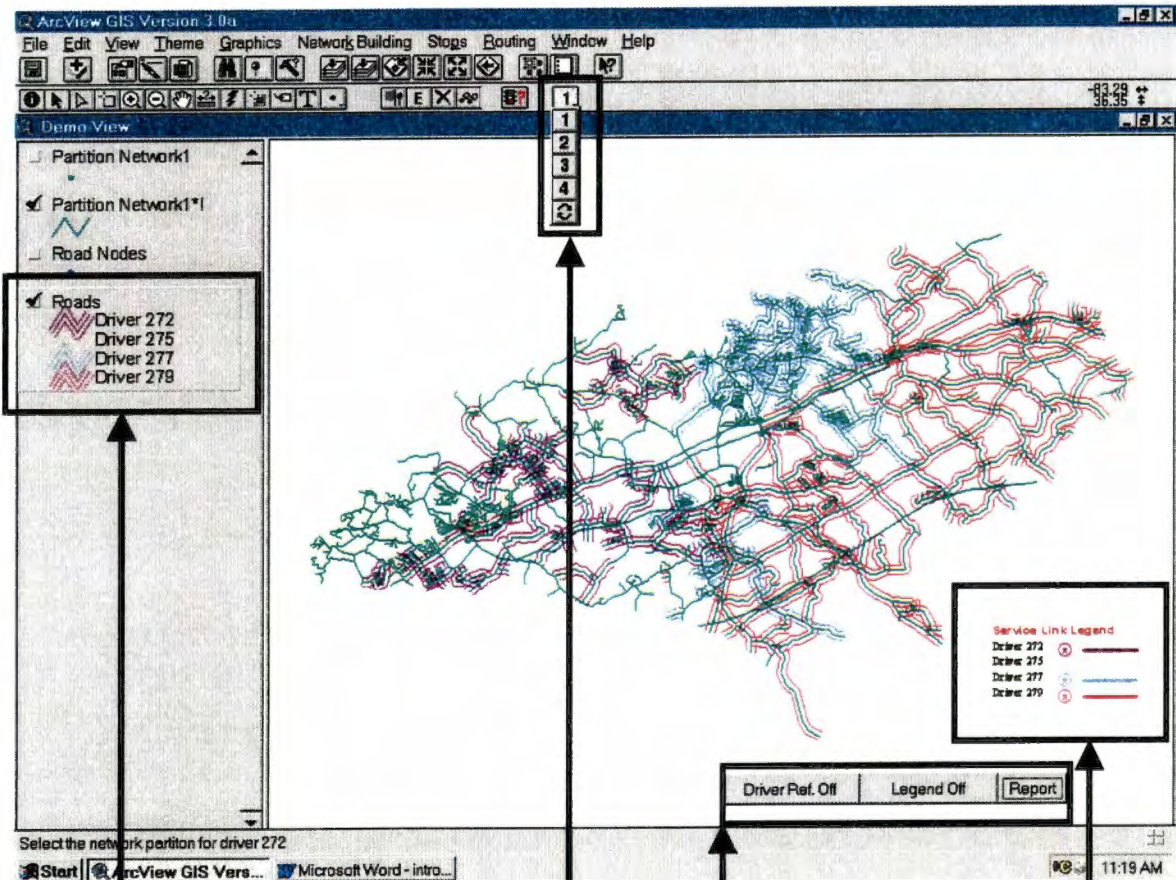 ArcView GIS Version 3.0a
File Edit View Theme Graphics Network Building Stops Routing Window Help
E
T
-83.29
36.35
1
1
2
3
4
Demo View
Partition Network1
Partition Network1*l
Road Nodes
Roads
Driver 272
Driver 275
Driver 277
Driver 279
Service Link Legend
Driver 272
Driver 275
Driver 277
Driver 279
Driver Ref. Off Legend Off Report
Select the network partiton for driver 272
Start ArcView GIS Vers... Microsoft Word - intro... 11:19 AM